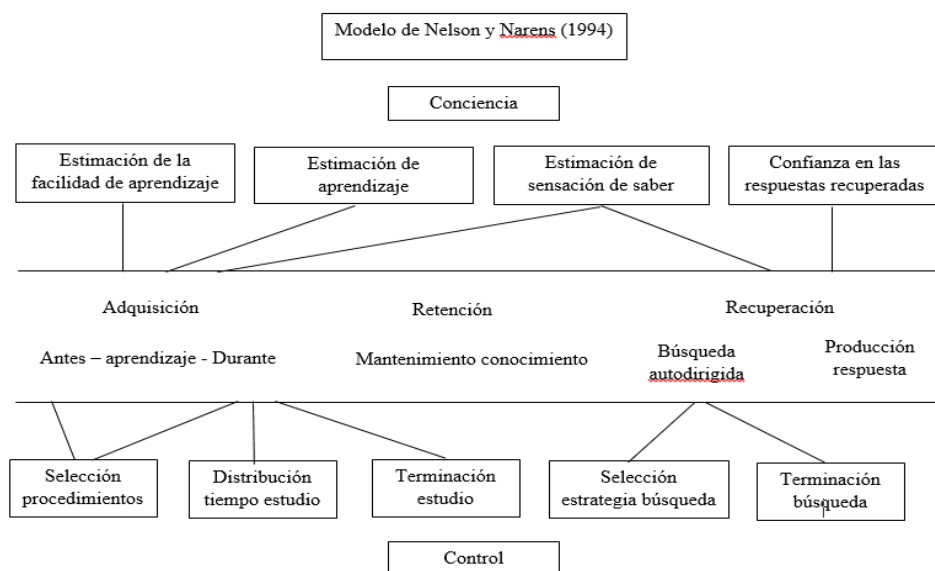 Modelo de Nelson y Narens (1994)
Conciencia
Estimación de la
facilidad de aprendizaje
Estimación de
aprendizaje
Estimación de
sensación de saber
Confianza en las
respuestas recuperadas
Adquisición
Retención
Recuperación
Antes – aprendizaje - Durante
Mantenimiento conocimiento
Búsqueda
autodirigida
Producción
respuesta
Selección
procedimientos
Distribución
tiempo estudio
Terminación
estudio
Selección
estrategia búsqueda
Terminación
búsqueda
Control